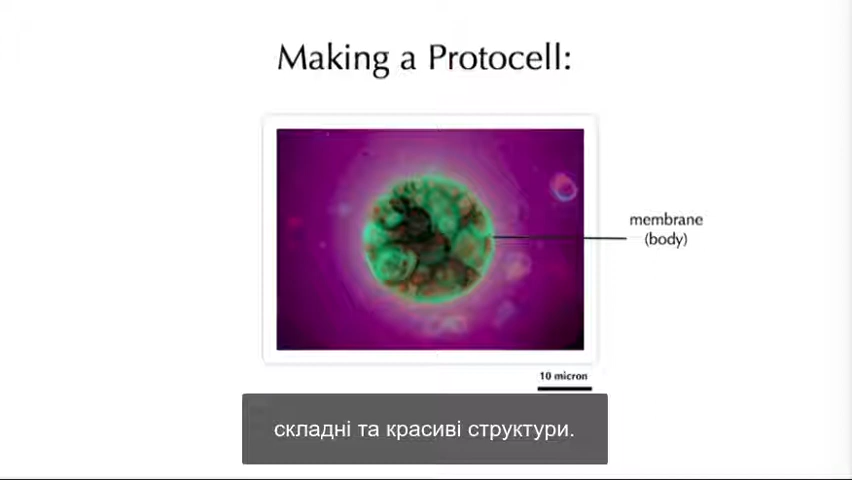 Making a Protocell:
membrane
(body)
10 micron
складні та красиві структури.